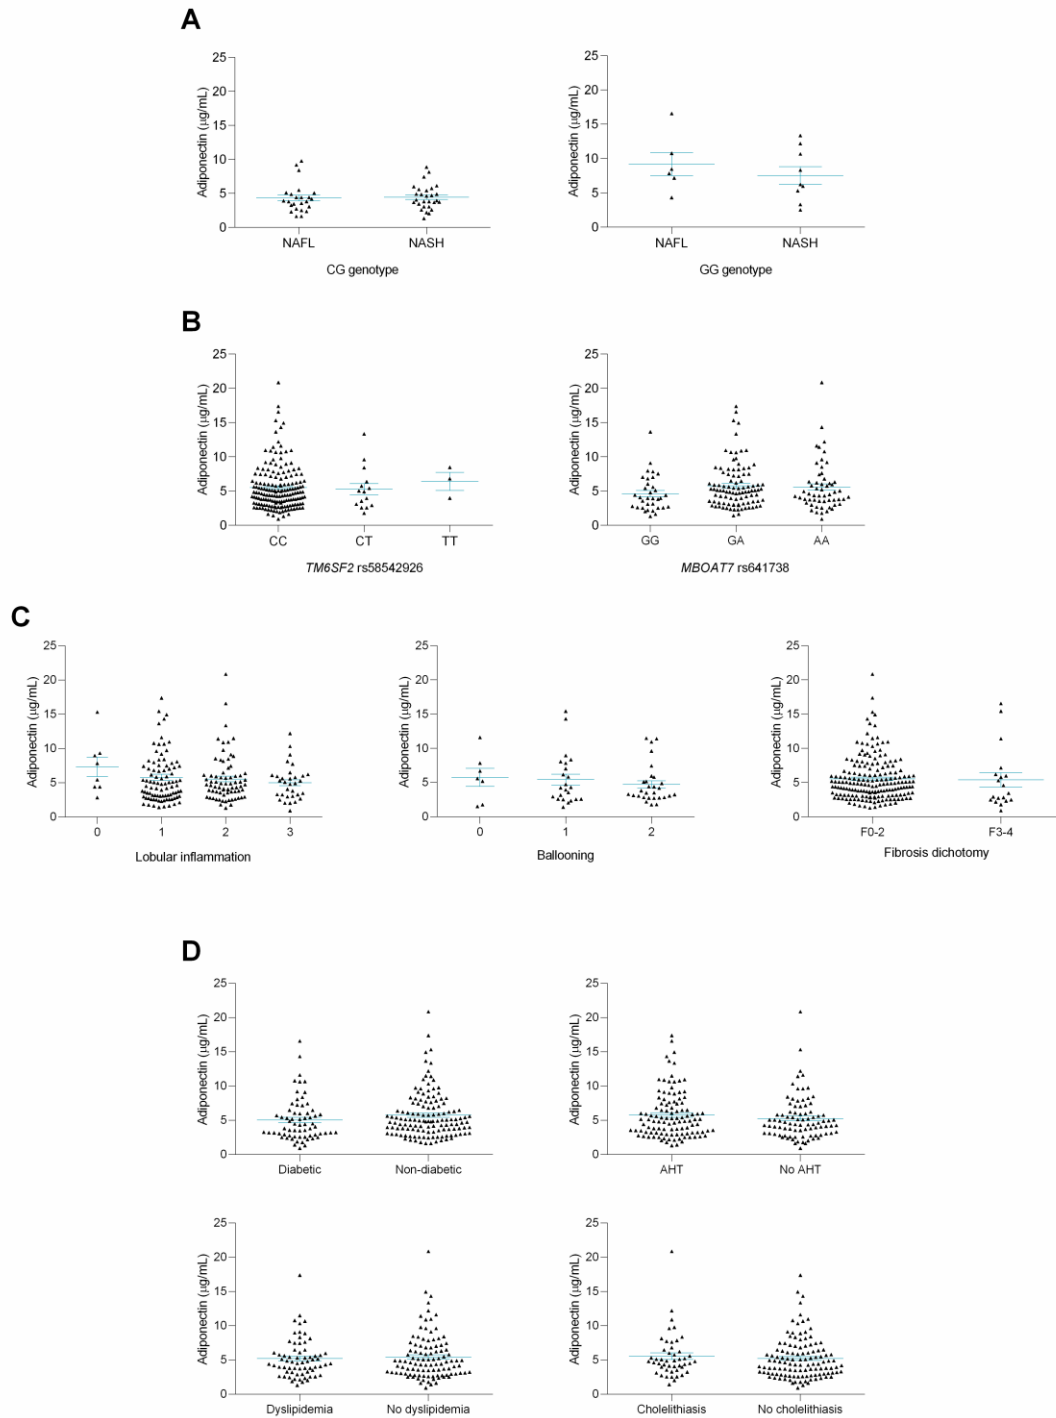 A
Adiponectin (µg/mL)
25
20
15
10
5
0
NAFL NASH
CG genotype
Adiponectin (µg/mL)
25
20
15
10
5
0
NAFL NASH
GG genotype
B
Adiponectin (µg/mL)
25
20
15
10
5
0
CC CT TT
TM6SF2 rs58542926
Adiponectin (µg/mL)
25
20
15
10
5
0
GG GA AA
MBOAT7 rs641738
C
Adiponectin (µg/mL)
25
20
15
10
5
0
0 1 2 3
Lobular inflammation
Adiponectin (µg/mL)
25
20
15
10
5
0
0 1 2
Ballooning
Adiponectin (µg/mL)
25
20
15
10
5
0
F0-2 F3-4
Fibrosis dichotomy
D
Adiponectin (µg/mL)
25
20
15
10
5
0
Diabetic Non-diabetic
Adiponectin (µg/mL)
25
20
15
10
5
0
AHT No AHT
Adiponectin (µg/mL)
25
20
15
10
5
0
Dyslipidemia No dyslipidemia
Adiponectin (µg/mL)
25
20
15
10
5
0
Cholelithiasis No cholelithiasis